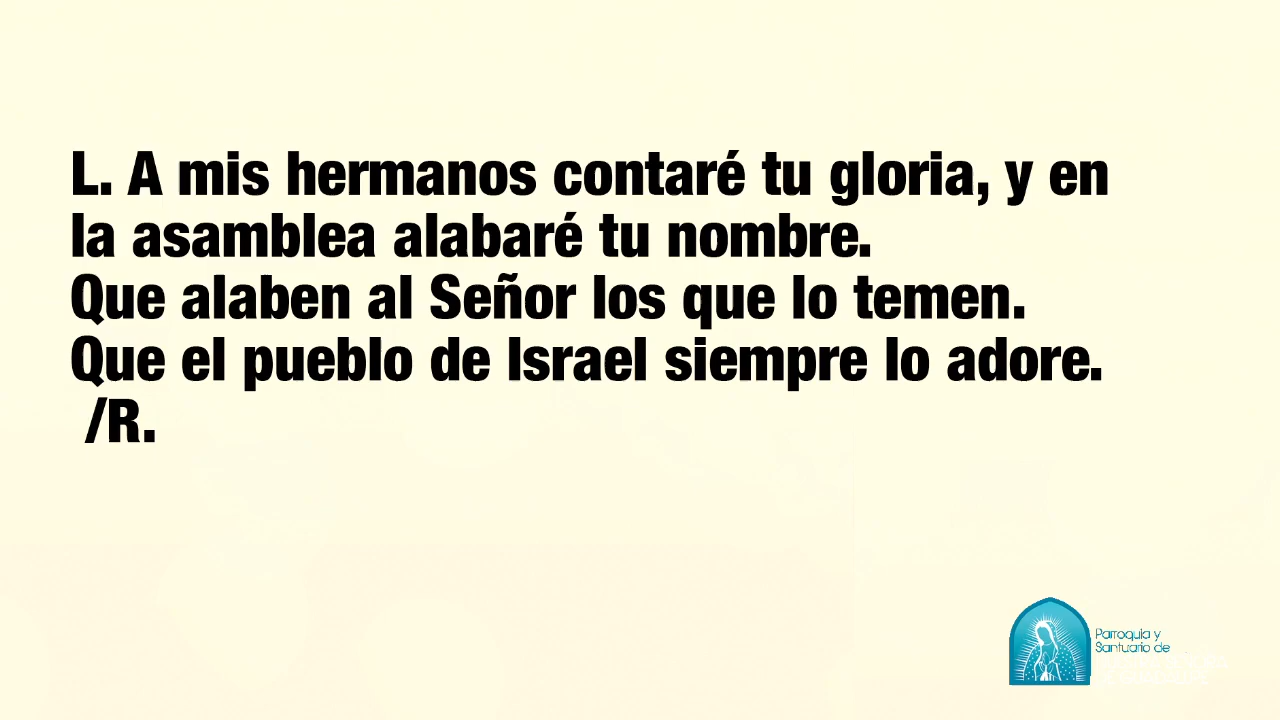 L. A mis hermanos contaré tu gloria, y en
la asamblea alabaré tu nombre.
Que alaben al Señor los que lo temen.
Que el pueblo de Israel siempre lo adore.
/R.
Parroquia y
Santuario de